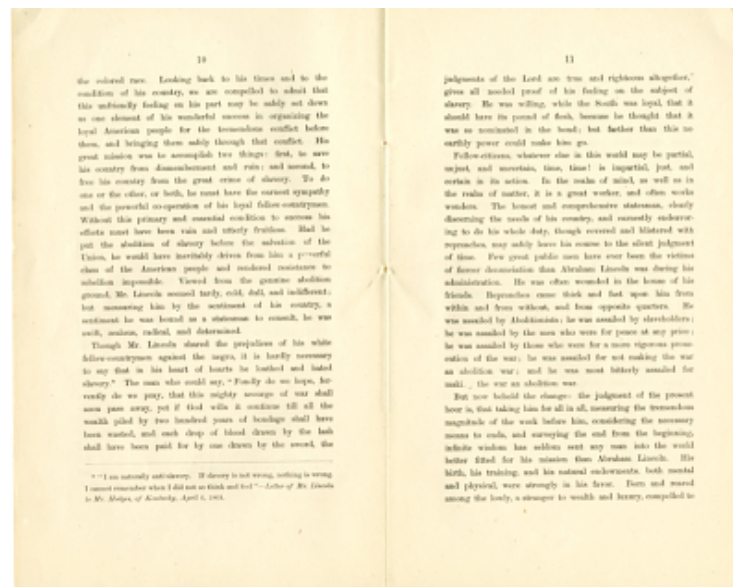 10
the colored race. Looking back to his times and to the
condition of his country, we are compelled to admit that
this unfriendly feeling on his part may be safely set down
as one element of his wonderful success in organizing the
loyal American people for the tremendous conflict before
them, and bringing them safely through that conflict. His
great mission was to accomplish two things: first, to save
his country from dismemberment and ruin; and second, to
free his country from the great crime of slavery. To do
one or the other, or both, he must have the earnest sympathy
and the powerful co-operation of his loyal fellow-countrymen.
Without this primary and essential condition to success his
efforts must have been vain and utterly fruitless. Had he
put the abolition of slavery before the salvation of the
Union, he would have inevitably driven from him a powerful
class of the American people and rendered resistance to
rebellion impossible. Viewed from the genuine abolition
ground, Mr. Lincoln seemed tardy, cold, dull, and indifferent;
but measuring him by the sentiment of his country, a
sentiment he was bound as a statesman to consult, he was
swift, zealous, radical, and determined.
Though Mr. Lincoln shared the prejudices of his white
fellow-countrymen against the negro, it is hardly necessary
to say that in his heart of hearts he loathed and hated
slavery.* The man who could say, "Fondly do we hope, fer-
vently do we pray, that this mighty scourge of war shall
soon pass away, yet if God wills it continue till all the
wealth piled by two hundred years of bondage shall have
been wasted, and each drop of blood drawn by the lash
shall have been paid for by one drawn by the sword, the
* "I am naturally anti-slavery. If slavery is not wrong, nothing is wrong.
I cannot remember when I did not so think and feel."—Letter of Mr. Lincoln
to Mr. Hodges, of Kentucky, April 4, 1864.
11
judgments of the Lord are true and righteous altogether,"
gives all needed proof of his feeling on the subject of
slavery. He was willing, while the South was loyal, that it
should have its pound of flesh, because he thought that it
was so nominated in the bond; but farther than this no
earthly power could make him go.
Fellow-citizens, whatever else in this world may be partial,
unjust, and uncertain, time, time! is impartial, just, and
certain in its action. In the realm of mind, as well as in
the realm of matter, it is a great worker, and often works
wonders. The honest and comprehensive statesman, clearly
discerning the needs of his country, and earnestly endeavor-
ing to do his whole duty, though covered and blistered with
reproaches, may safely leave his course to the silent judgment
of time. Few great public men have ever been the victims
of fiercer denunciation than Abraham Lincoln was during his
administration. He was often wounded in the house of his
friends. Reproaches came thick and fast upon him from
within and from without, and from opposite quarters. He
was assailed by Abolitionists; he was assailed by slaveholders;
he was assailed by the men who were for peace at any price;
he was assailed by those who were for a more vigorous prose-
cution of the war; he was assailed for not making the war
an abolition war; and he was most bitterly assailed for
maki the war an abolition war.
But now behold the change: the judgment of the present
hour is, that taking him for all in all, measuring the tremendous
magnitude of the work before him, considering the necessary
means to ends, and surveying the end from the beginning,
infinite wisdom has seldom sent any man into the world
better fitted for his mission than Abraham Lincoln. His
birth, his training, and his natural endowments, both mental
and physical, were strongly in his favor. Born and reared
among the lowly, a stranger to wealth and luxury, compelled to